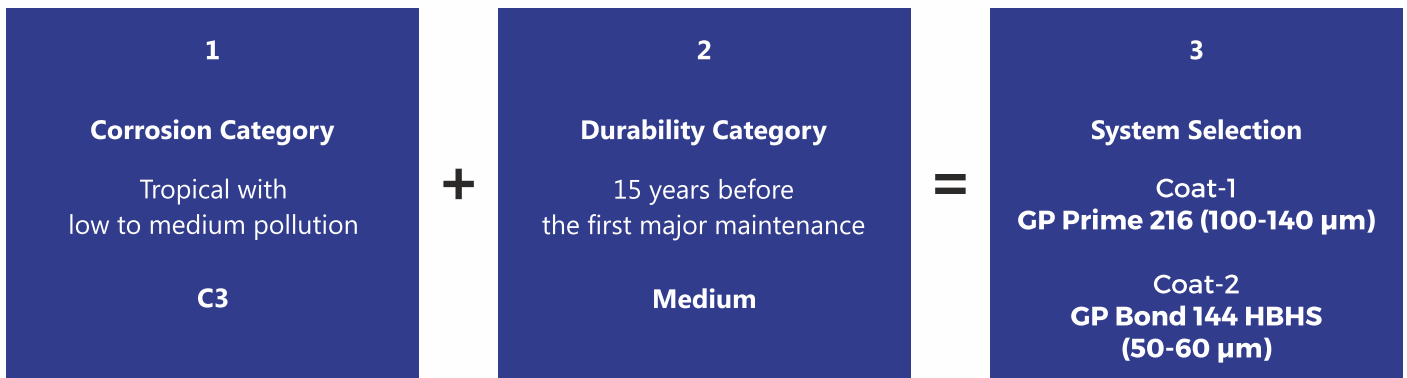 1
Corrosion Category
Tropical with
low to medium pollution
C3
+
2
Durability Category
15 years before
the first major maintenance
Medium
=
3
System Selection
Coat-1
GP Prime 216 (100-140 µm)
Coat-2
GP Bond 144 HBHS
(50-60 µm)